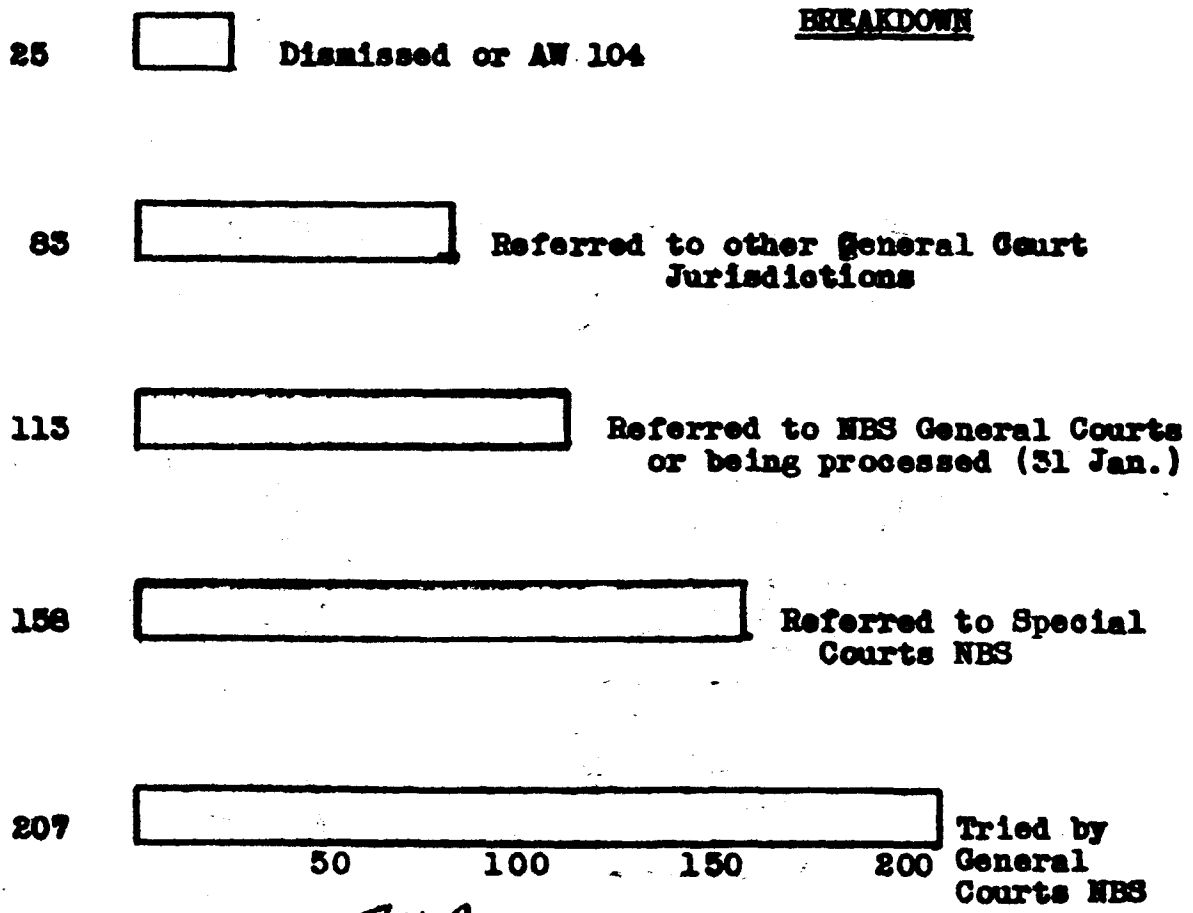 BREAKDOWN
25 Dismissed or AW 104
83 Referred to other General Court
Jurisdictions
113 Referred to NBS General Courts
or being processed (31 Jan.)
158 Referred to Special
Courts NBS
207 Tried by
50 100 150 200 General
Courts NBS